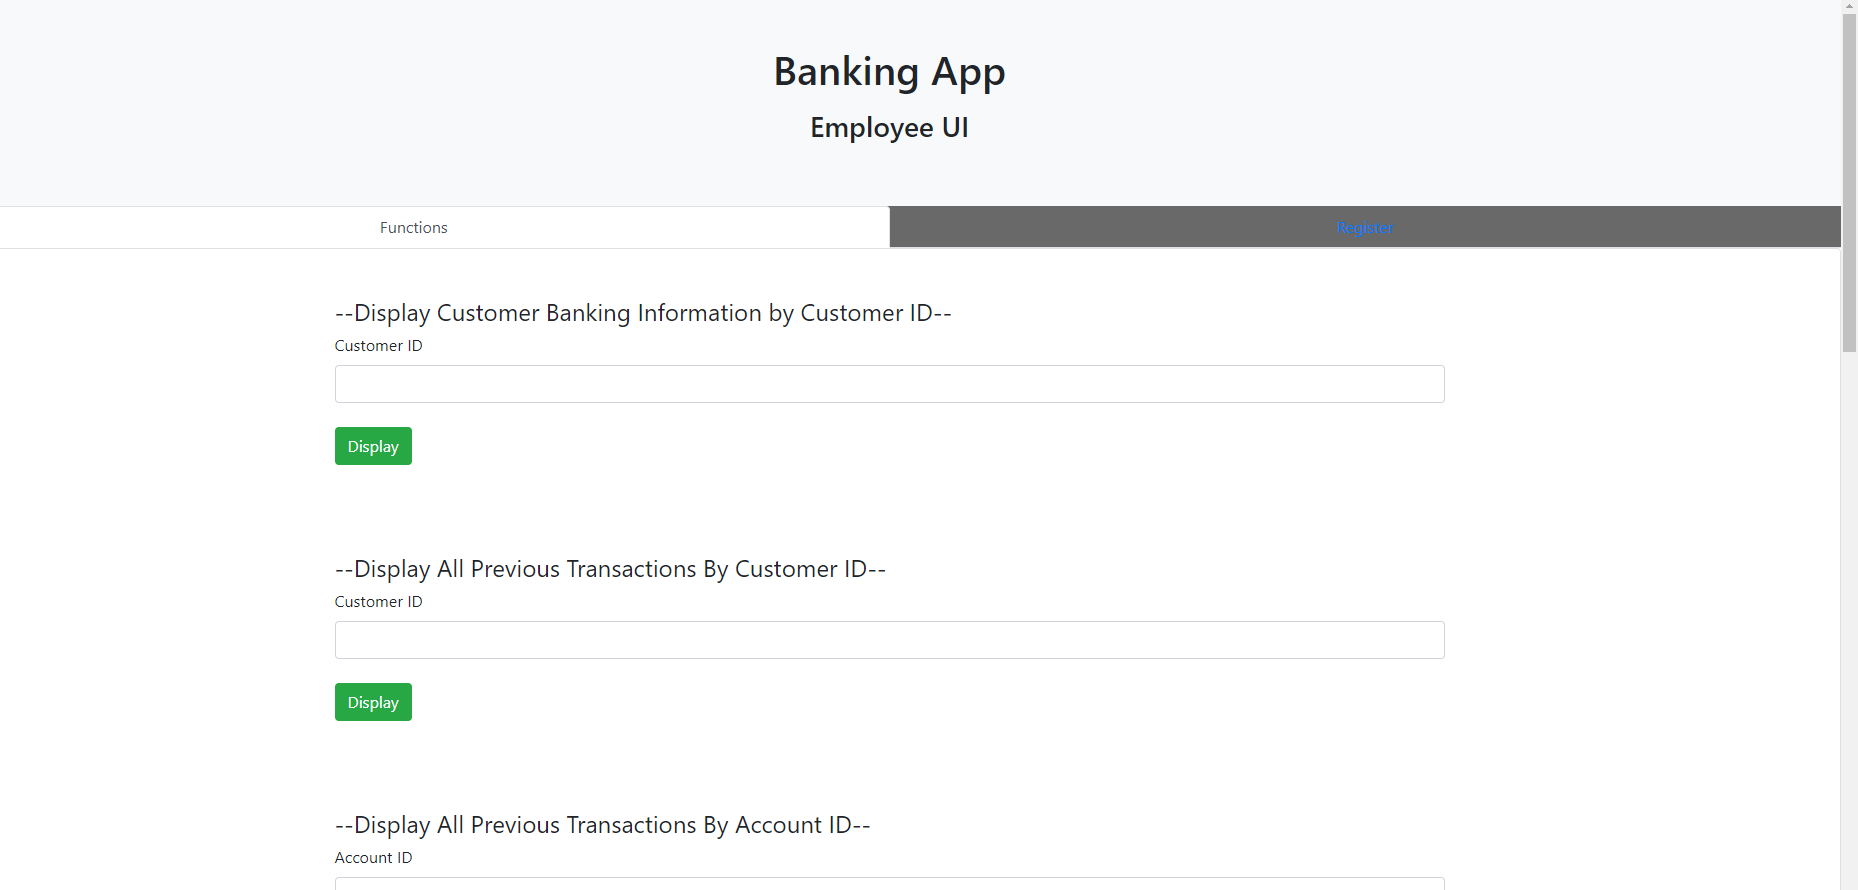 Banking App
Employee UI
Functions
Register
--Display Customer Banking Information by Customer ID--
Customer ID
Display
--Display All Previous Transactions By Customer ID--
Customer ID
Display
--Display All Previous Transactions By Account ID--
Account ID